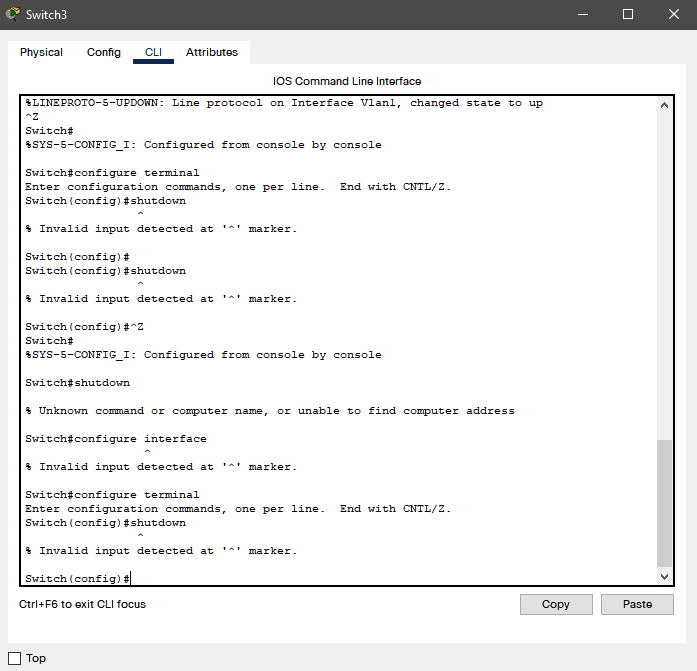 Switch3
Physical Config CLI Attributes
IOS Command Line Interface
%LINEPROTO-5-UPDOWN: Line protocol on Interface Vlan1, changed state to up
^Z
Switch#
%SYS-5-CONFIG_I: Configured from console by console
Switch#configure terminal
Enter configuration commands, one per line.  End with CNTL/Z.
Switch(config)#shutdown
^
% Invalid input detected at '^' marker.
Switch(config)#
Switch(config)#shutdown
^
% Invalid input detected at '^' marker.
Switch(config)#^Z
Switch#
%SYS-5-CONFIG_I: Configured from console by console
Switch#shutdown
% Unknown command or computer name, or unable to find computer address
Switch#configure interface
^
% Invalid input detected at '^' marker.
Switch#configure terminal
Enter configuration commands, one per line.  End with CNTL/Z.
Switch(config)#shutdown
^
% Invalid input detected at '^' marker.
Switch(config)#
Ctrl+F6 to exit CLI focus
Copy Paste
Top